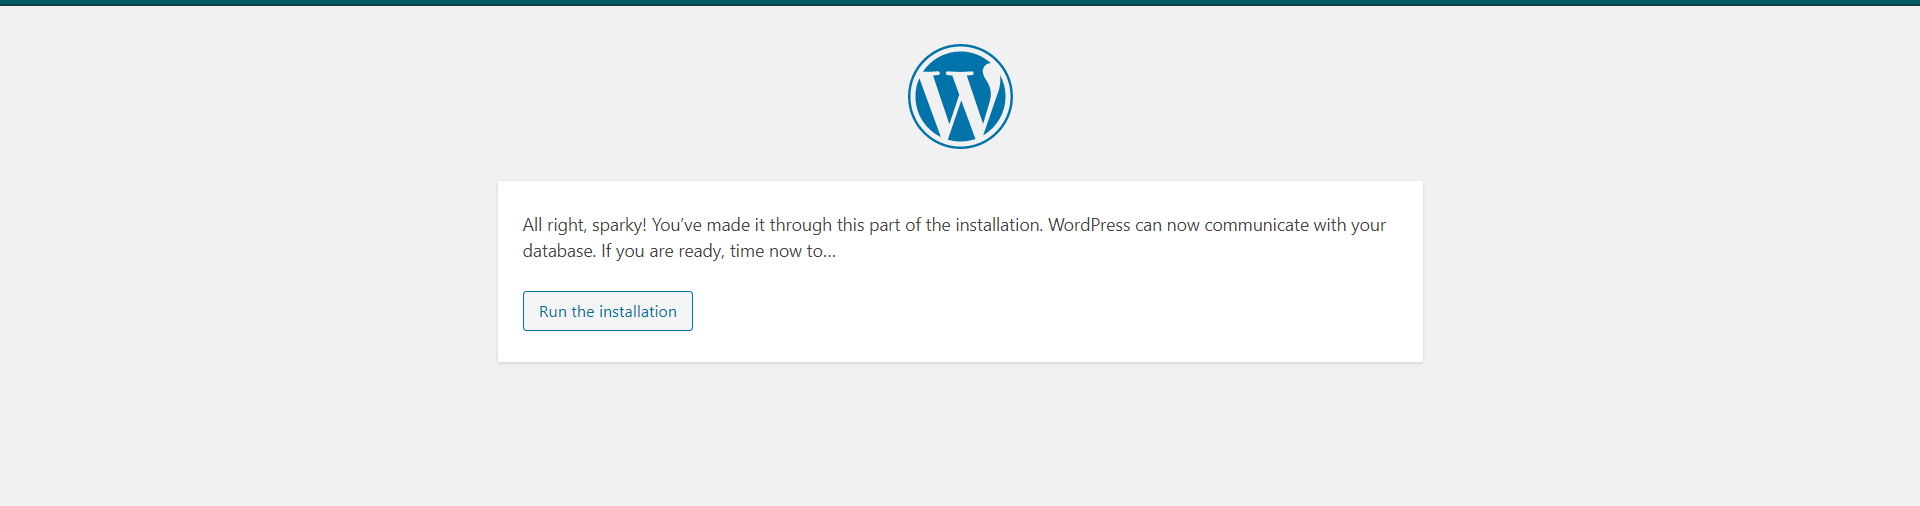 All right, sparky! You’ve made it through this part of the installation. WordPress can now communicate with your
database. If you are ready, time now to…
Run the installation